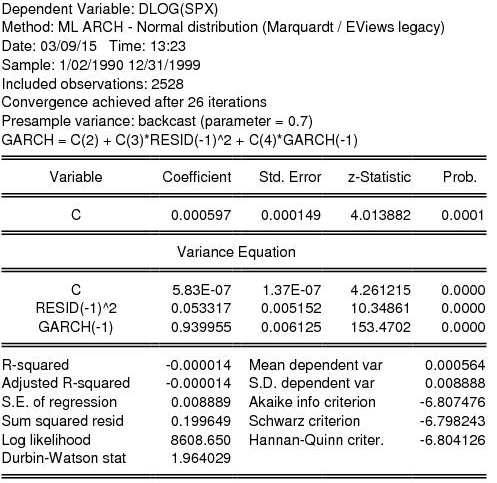 Dependent Variable: DLOG(SPX)
Method: ML ARCH - Normal distribution (Marquardt / EViews legacy)
Date: 03/09/15 Time: 13:23
Sample: 1/02/1990 12/31/1999
Included observations: 2528
Convergence achieved after 26 iterations
Presample variance: backcast (parameter = 0.7)
GARCH = C(2) + C(3)*RESID(-1)^2 + C(4)*GARCH(-1)
Variable Coefficient Std. Error z-Statistic Prob.
C 0.000597 0.000149 4.013882 0.0001
Variance Equation
C 5.83E-07 1.37E-07 4.261215 0.0000
RESID(-1)^2 0.053317 0.005152 10.34861 0.0000
GARCH(-1) 0.939955 0.006125 153.4702 0.0000
R-squared -0.000014 Mean dependent var 0.000564
Adjusted R-squared -0.000014 S.D. dependent var 0.008888
S.E. of regression 0.008889 Akaike info criterion -6.807476
Sum squared resid 0.199649 Schwarz criterion -6.798243
Log likelihood 8608.650 Hannan-Quinn criter. -6.804126
Durbin-Watson stat 1.964029